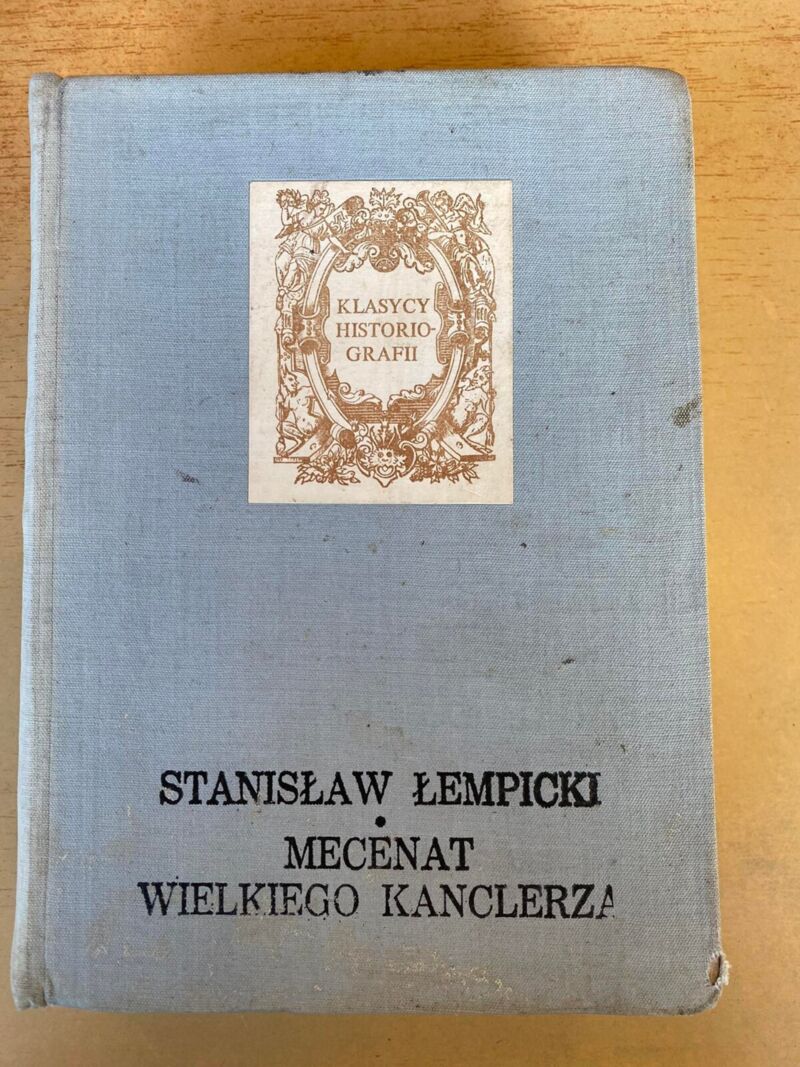 KLASYCY
HISTORIO-
GRAFII
STANISŁAW ŁEMPICKI
•
MECENAT
WIELKIEGO KANCLERZA